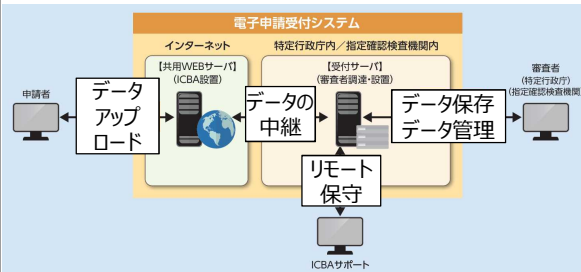 電子申請受付システム
インターネット
特定行政庁内／指定確認検査機関内
【共用WEBサーバ】
(ICBA設置)
【受付サーバ】
(審査者調達・設置)
審査者
(特定行政庁)
(指定確認検査機関)
申請者
データ
アップ
ロード
データの
中継
データ保存
データ管理
リモート
保守
ICBAサポート